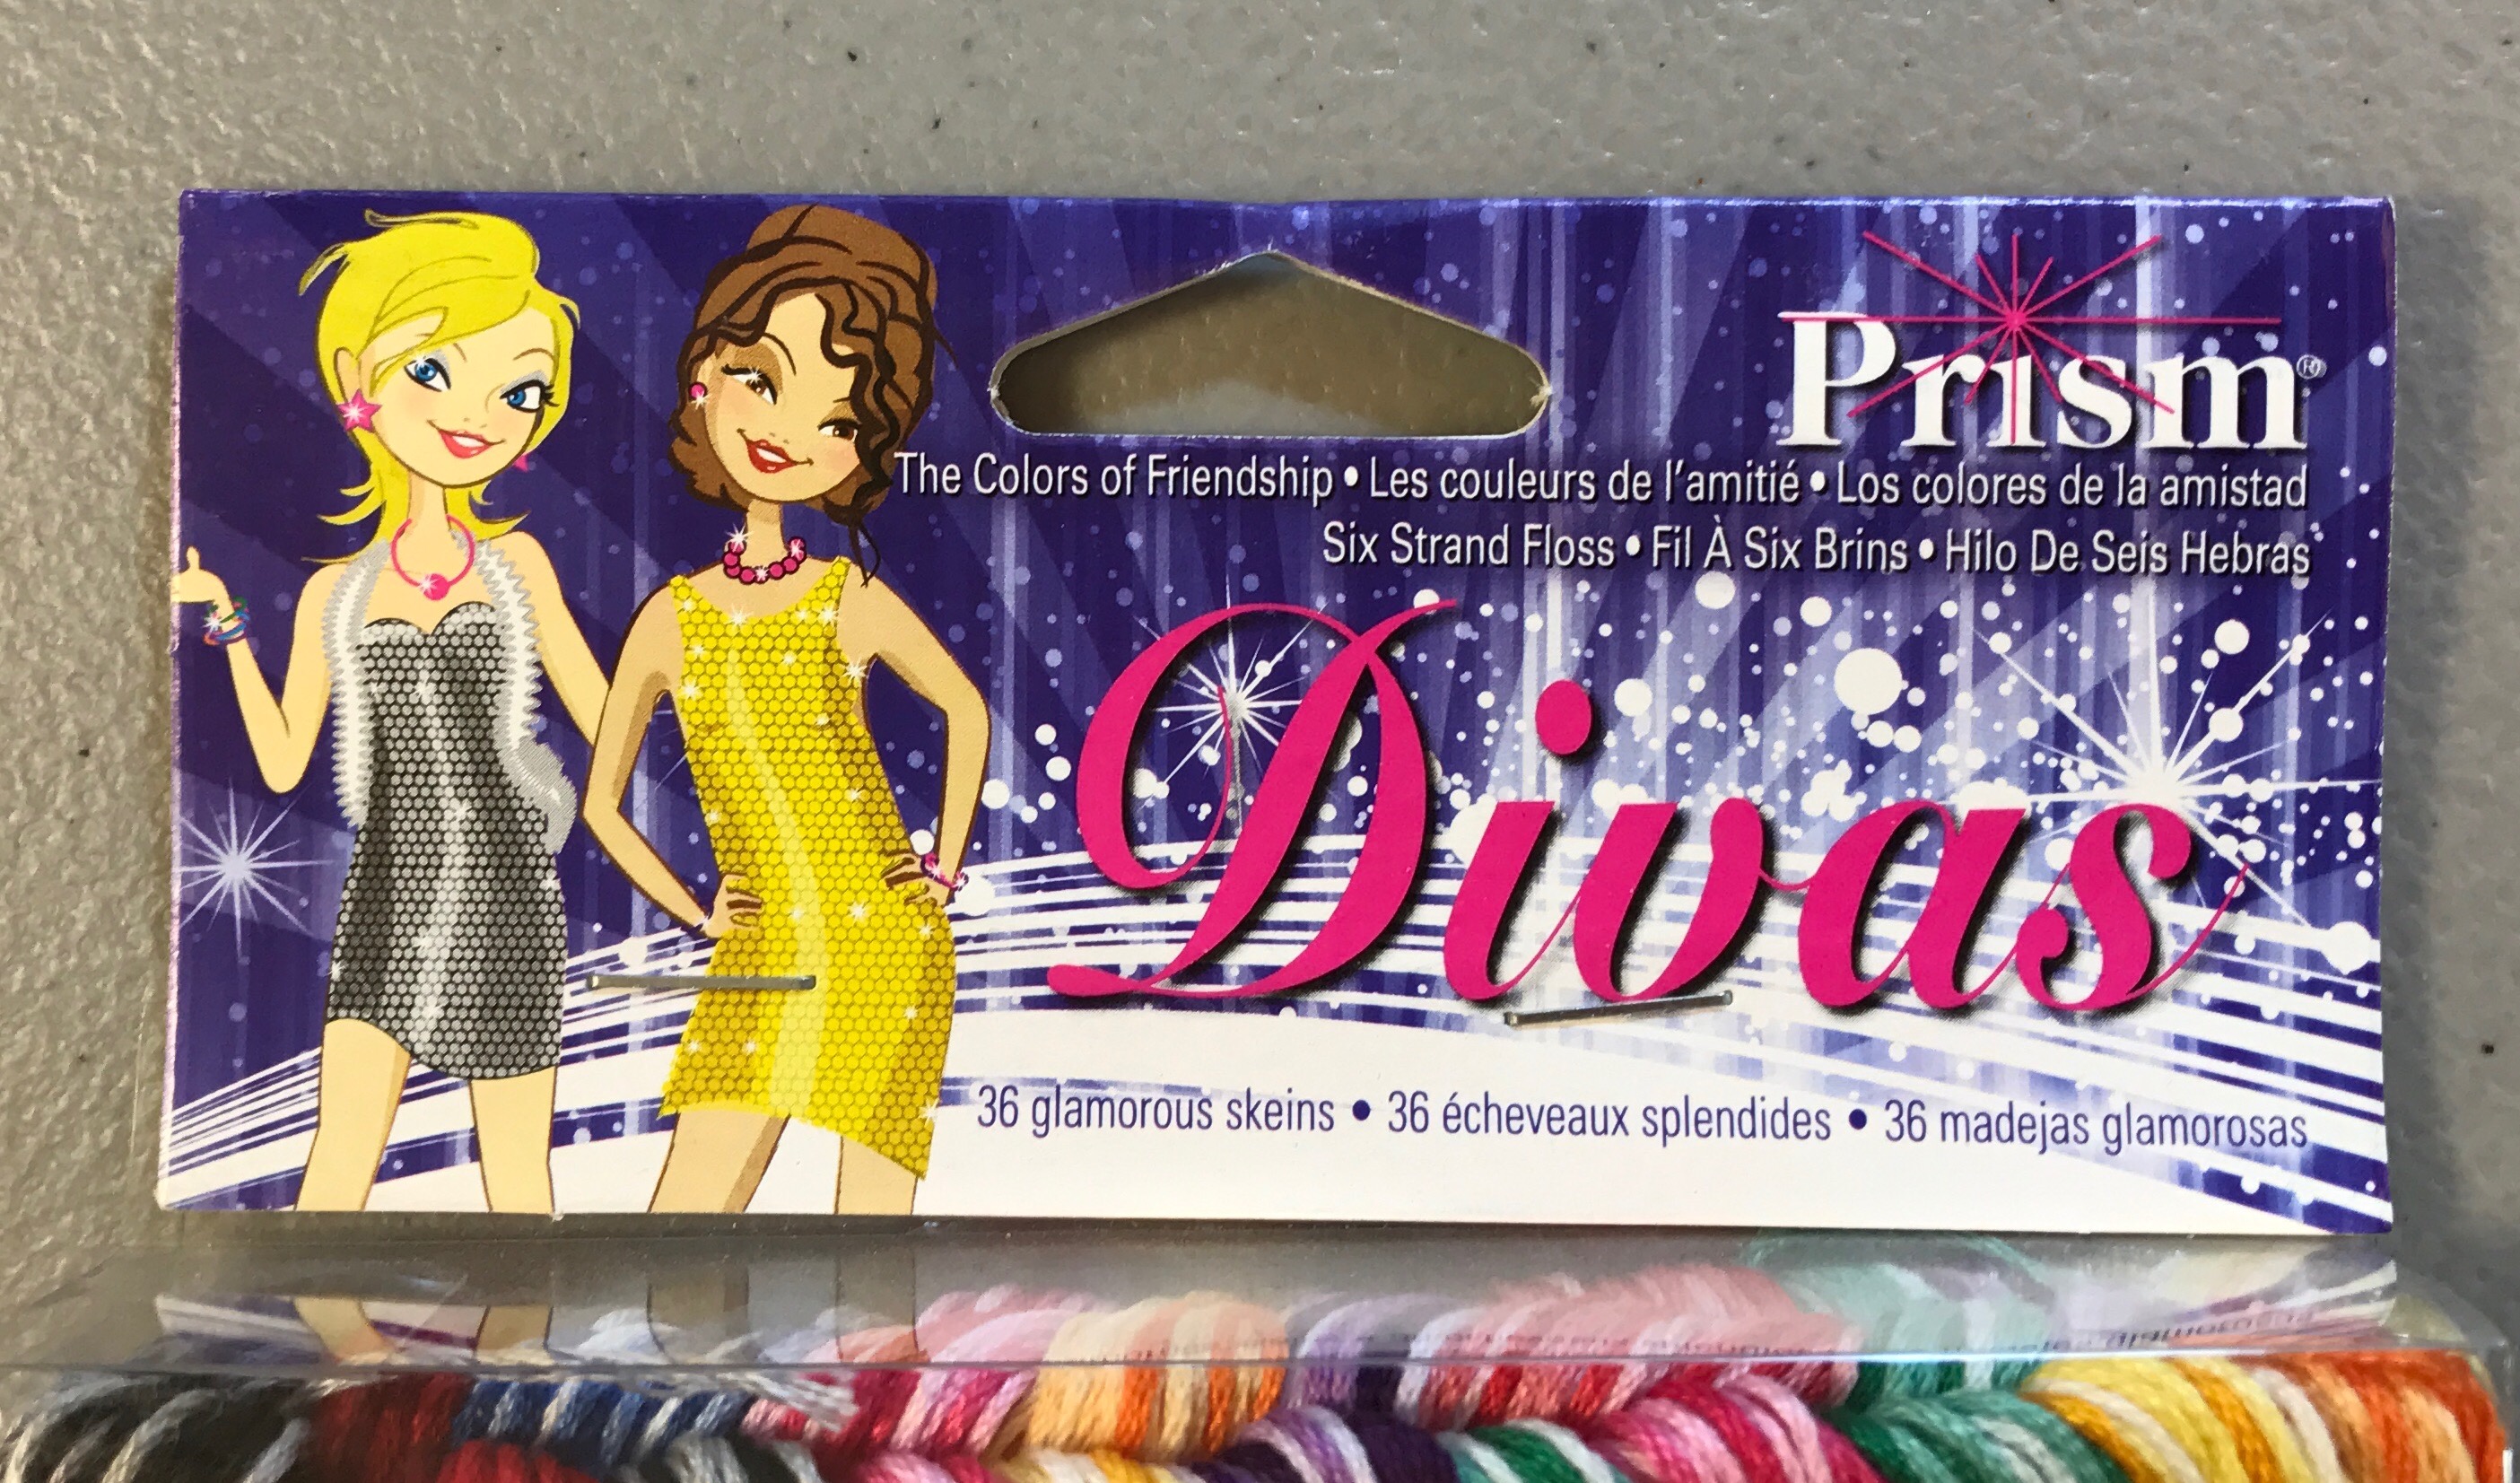 Prism®
The Colors of Friendship • Les couleurs de l'amitié • Los colores de la amistad
Six Strand Floss • Fil À Six Brins • Hilo De Seis Hebras
Divas
36 glamorous skeins • 36 écheveaux splendides • 36 madejas glamorosas